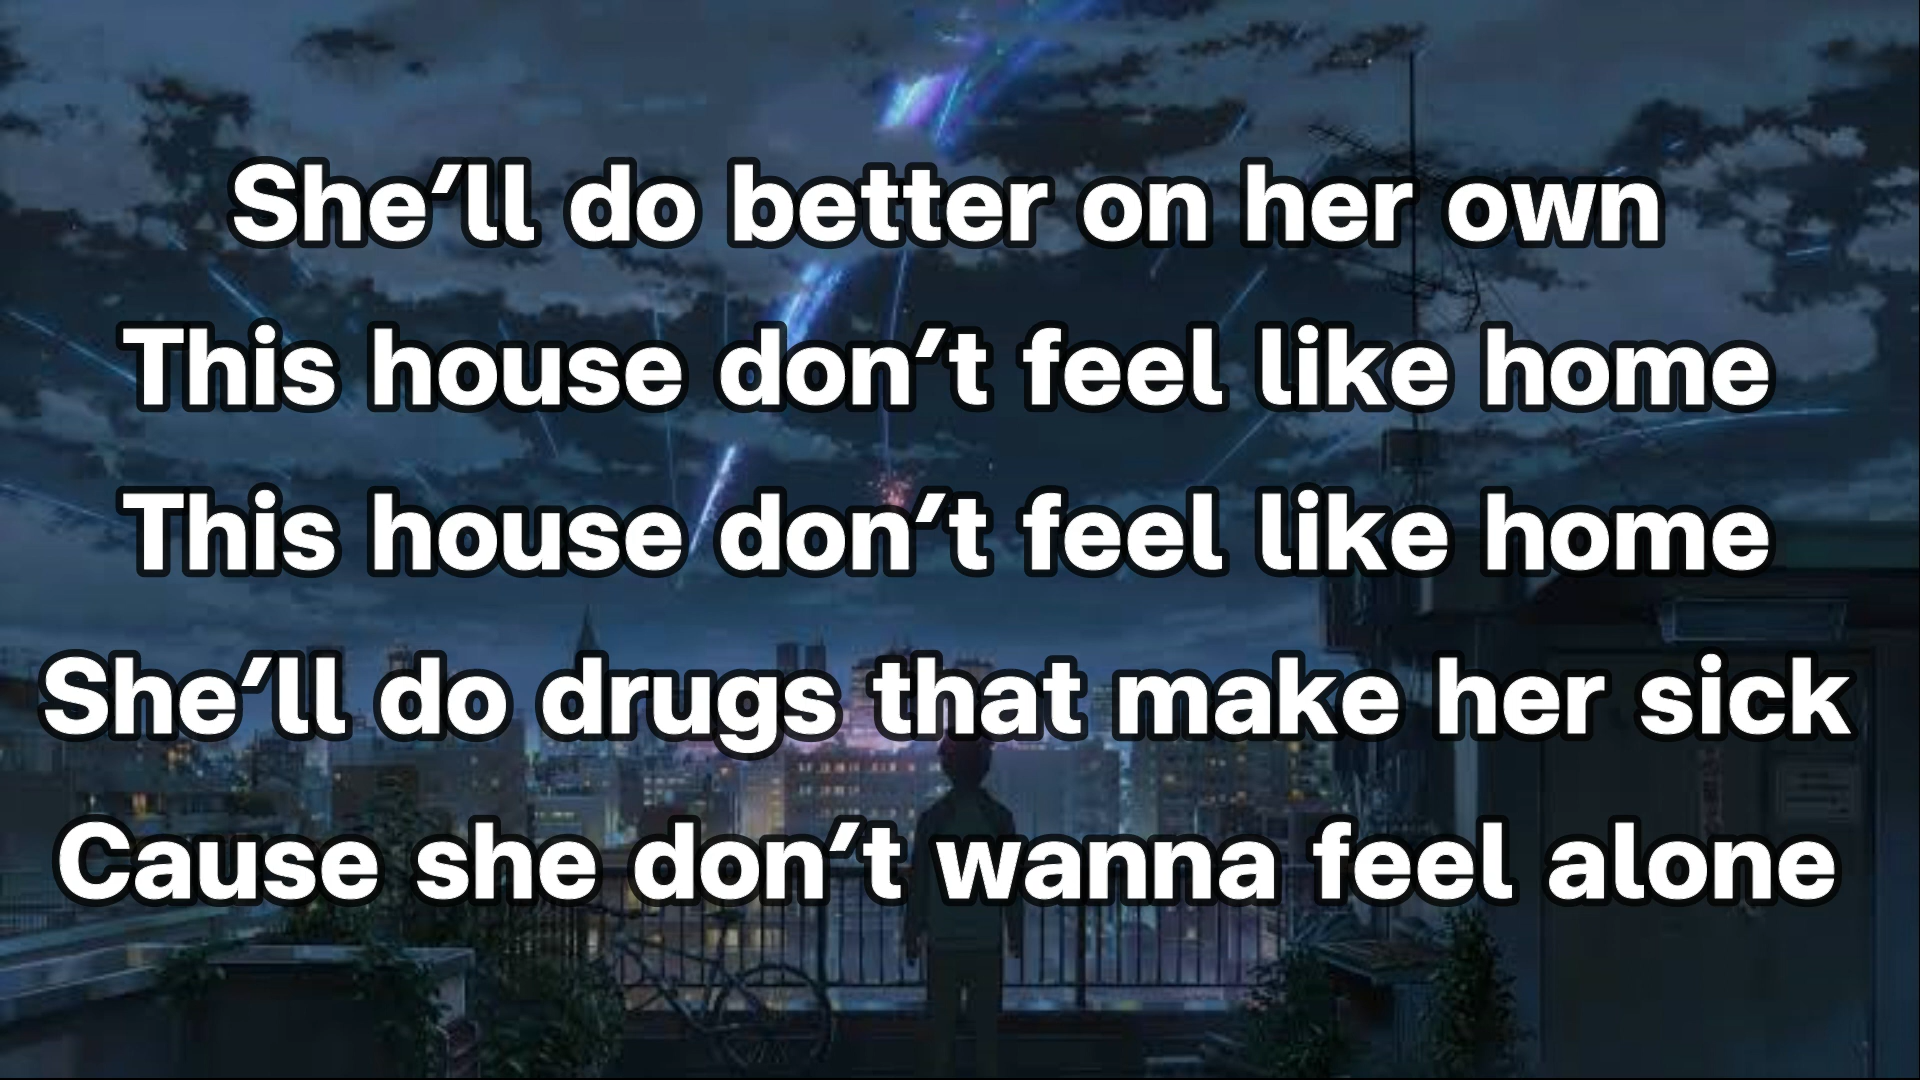 She’ll do better on her own
This house don’t feel like home
This house don’t feel like home
She’ll do drugs that make her sick
Cause she don’t wanna feel alone